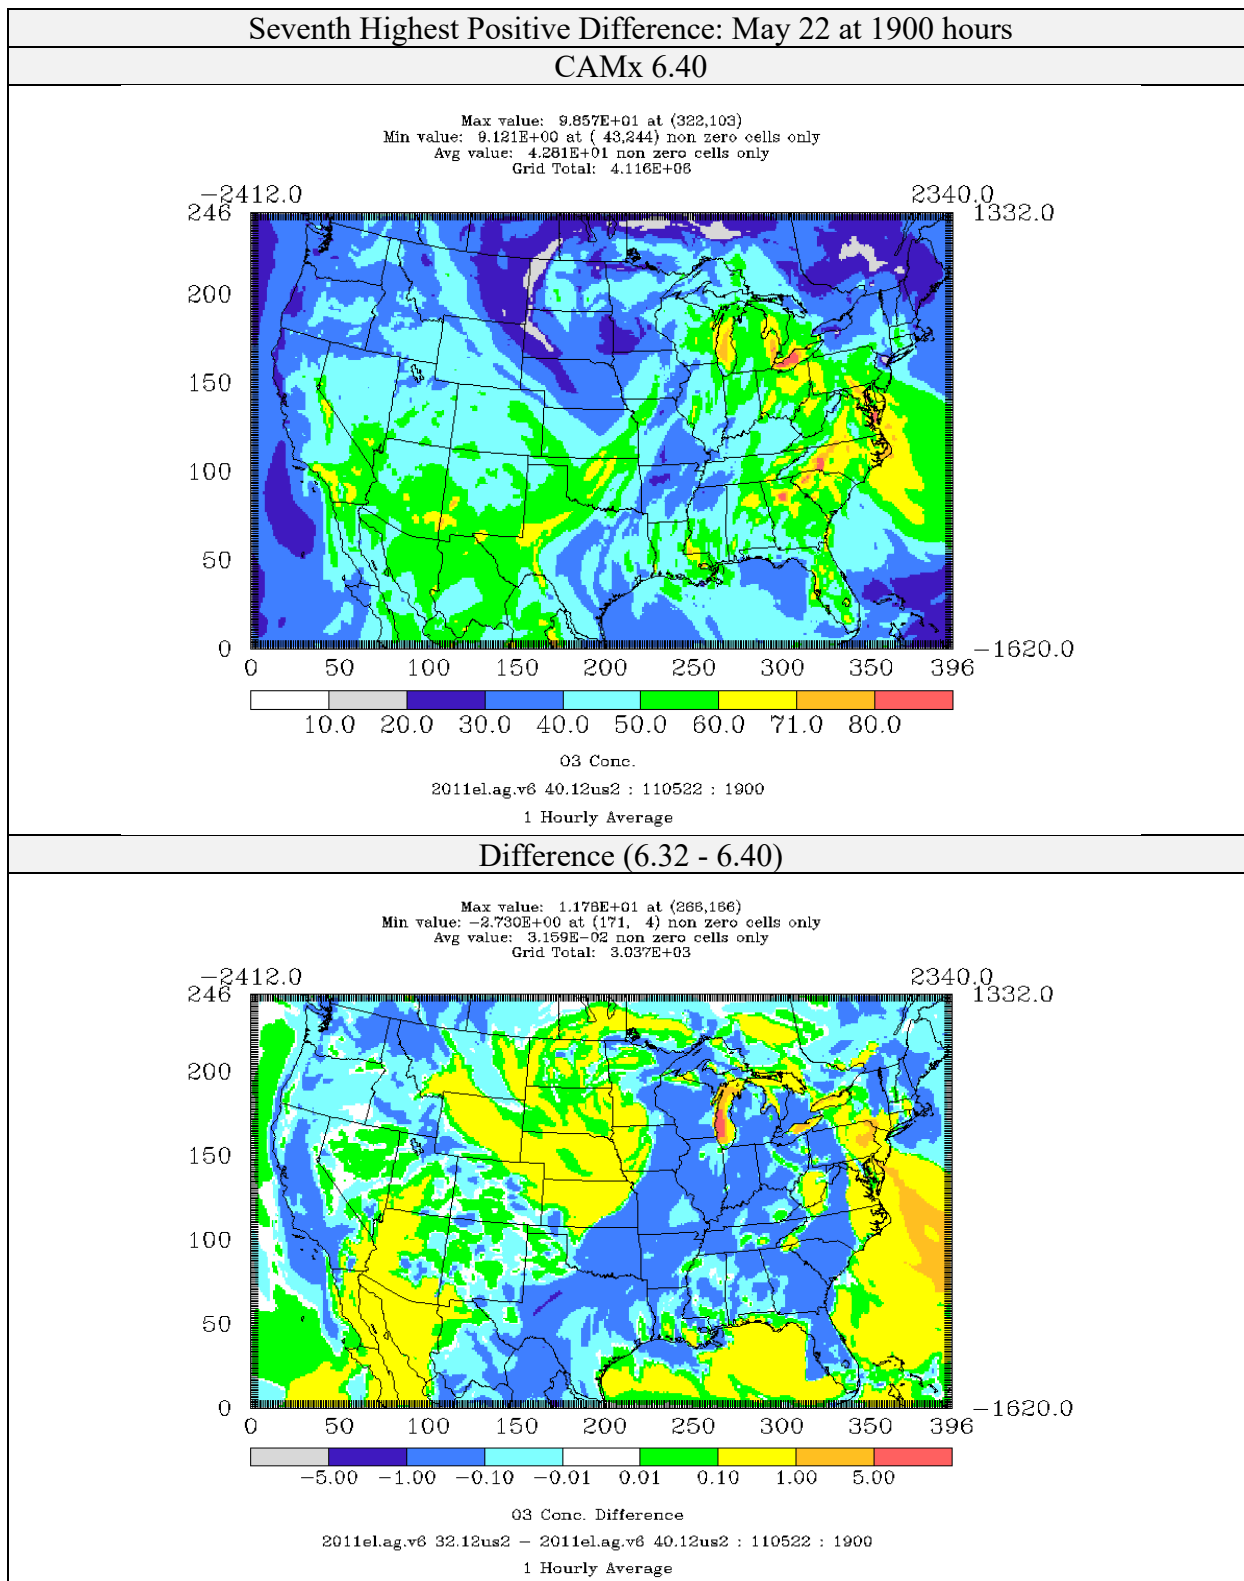 Seventh Highest Positive Difference: May 22 at 1900 hours
CAMx 6.40
Max value: 9.857E+01 at (322,103)
Min value: 9.121E+00 at ( 43,244) non zero cells only
Avg value: 4.281E+01 non zero cells only
Grid Total: 4.116E+06
-2412.0 2340.0
246 1332.0
200
150
100
50
0 -1620.0
0 50 100 150 200 250 300 350 396
10.0 20.0 30.0 40.0 50.0 60.0 71.0 80.0
O3 Conc.
2011el.ag.v6 40.12us2 : 110522 : 1900
1 Hourly Average
Difference (6.32 - 6.40)
Max value: 1.176E+01 at (266,166)
Min value: -2.730E+00 at (171, 4) non zero cells only
Avg value: 3.159E-02 non zero cells only
Grid Total: 3.037E+03
-2412.0 2340.0
246 1332.0
200
150
100
50
0 -1620.0
0 50 100 150 200 250 300 350 396
-5.00 -1.00 -0.10 -0.01 0.01 0.10 1.00 5.00
O3 Conc. Difference
2011el.ag.v6 32.12us2 - 2011el.ag.v6 40.12us2 : 110522 : 1900
1 Hourly Average